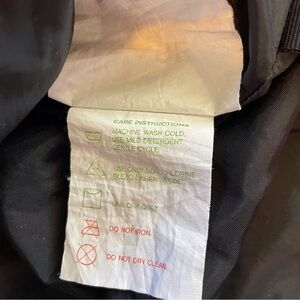 CARE INSTRUCTIONS
MACHINE WASH COLD,
USE MILD DETERGENT
GENTLE CYCLE.
USE ONLY NON CHLORINE
BLEACH WHEN NEEDED
LINE DRY ONLY
DO NOT IRON.
DO NOT DRY CLEAN.